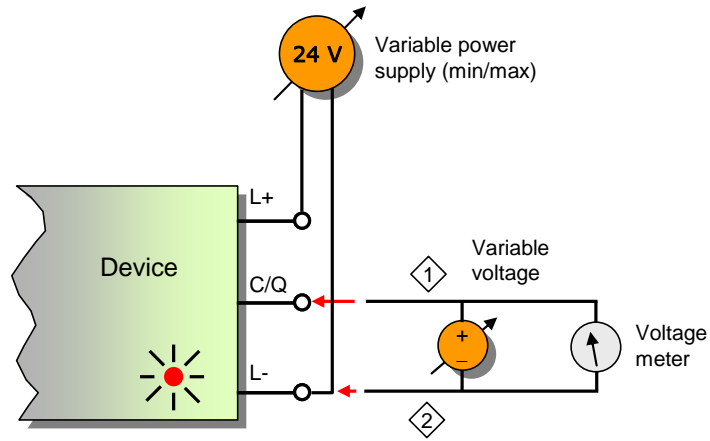 24 V
Variable power
supply (min/max)
L+
Device
C/Q
L-
1
Variable
voltage
+
–
Voltage
meter
2